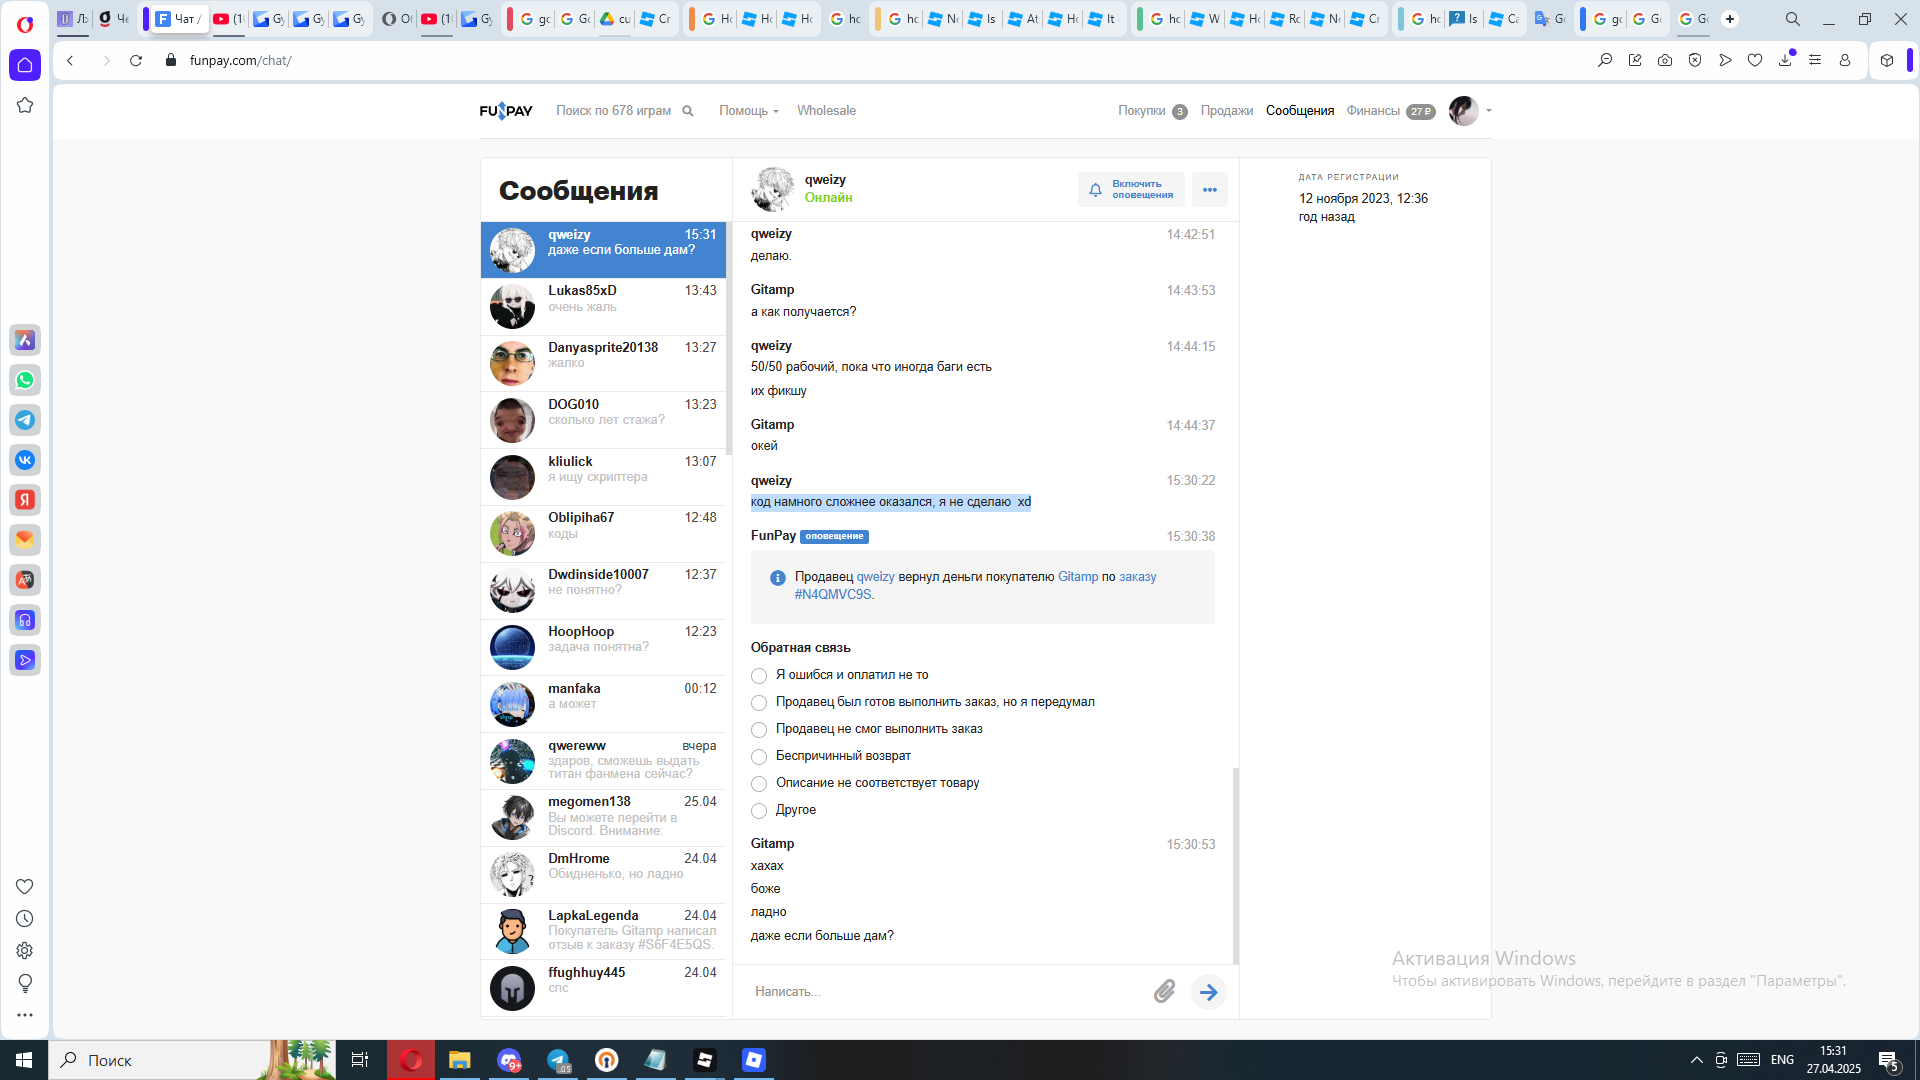 Чат /
funpay.com/chat/
FUNPAY
Поиск по 678 играм
Помощь
Wholesale
Покупки 3
Продажи
Сообщения
Финансы 27 ₽
Сообщения
qweizy 15:31
даже если больше дам?
Lukas85xD 13:43
очень жаль
Danyasprite20138 13:27
жалко
DOG010 13:23
сколько лет стажа?
kliulick 13:07
я ищу скриптера
Oblipiha67 12:48
коды
Dwdinside10007 12:37
не понятно?
HoopHoop 12:23
задача понятна?
manfaka 00:12
а может
qwereww вчера
здаров, сможешь выдать
титан фанмена сейчас?
megomen138 25.04
Вы можете перейти в
Discord. Внимание:
DmHrome 24.04
Обидненько, но ладно
LapkaLegenda 24.04
Покупатель Gitamp написал
отзыв к заказу #S6F4E5QS.
ffughhuy445 24.04
спс
qweizy
Онлайн
Включить
оповещения
qweizy 14:42:51
делаю.
Gitamp 14:43:53
а как получается?
qweizy 14:44:15
50/50 рабочий, пока что иногда баги есть
их фикшу
Gitamp 14:44:37
окей
qweizy 15:30:22
код намного сложнее оказался, я не сделаю xd
FunPay оповещение 15:30:38
Продавец qweizy вернул деньги покупателю Gitamp по заказу
#N4QMVC9S.
Обратная связь
Я ошибся и оплатил не то
Продавец был готов выполнить заказ, но я передумал
Продавец не смог выполнить заказ
Беспричинный возврат
Описание не соответствует товару
Другое
Gitamp 15:30:53
хахах
боже
ладно
даже если больше дам?
Написать...
ДАТА РЕГИСТРАЦИИ
12 ноября 2023, 12:36
год назад
Активация Windows
Чтобы активировать Windows, перейдите в раздел "Параметры".
Поиск
9+
.05
ENG
15:31
27.04.2025
5